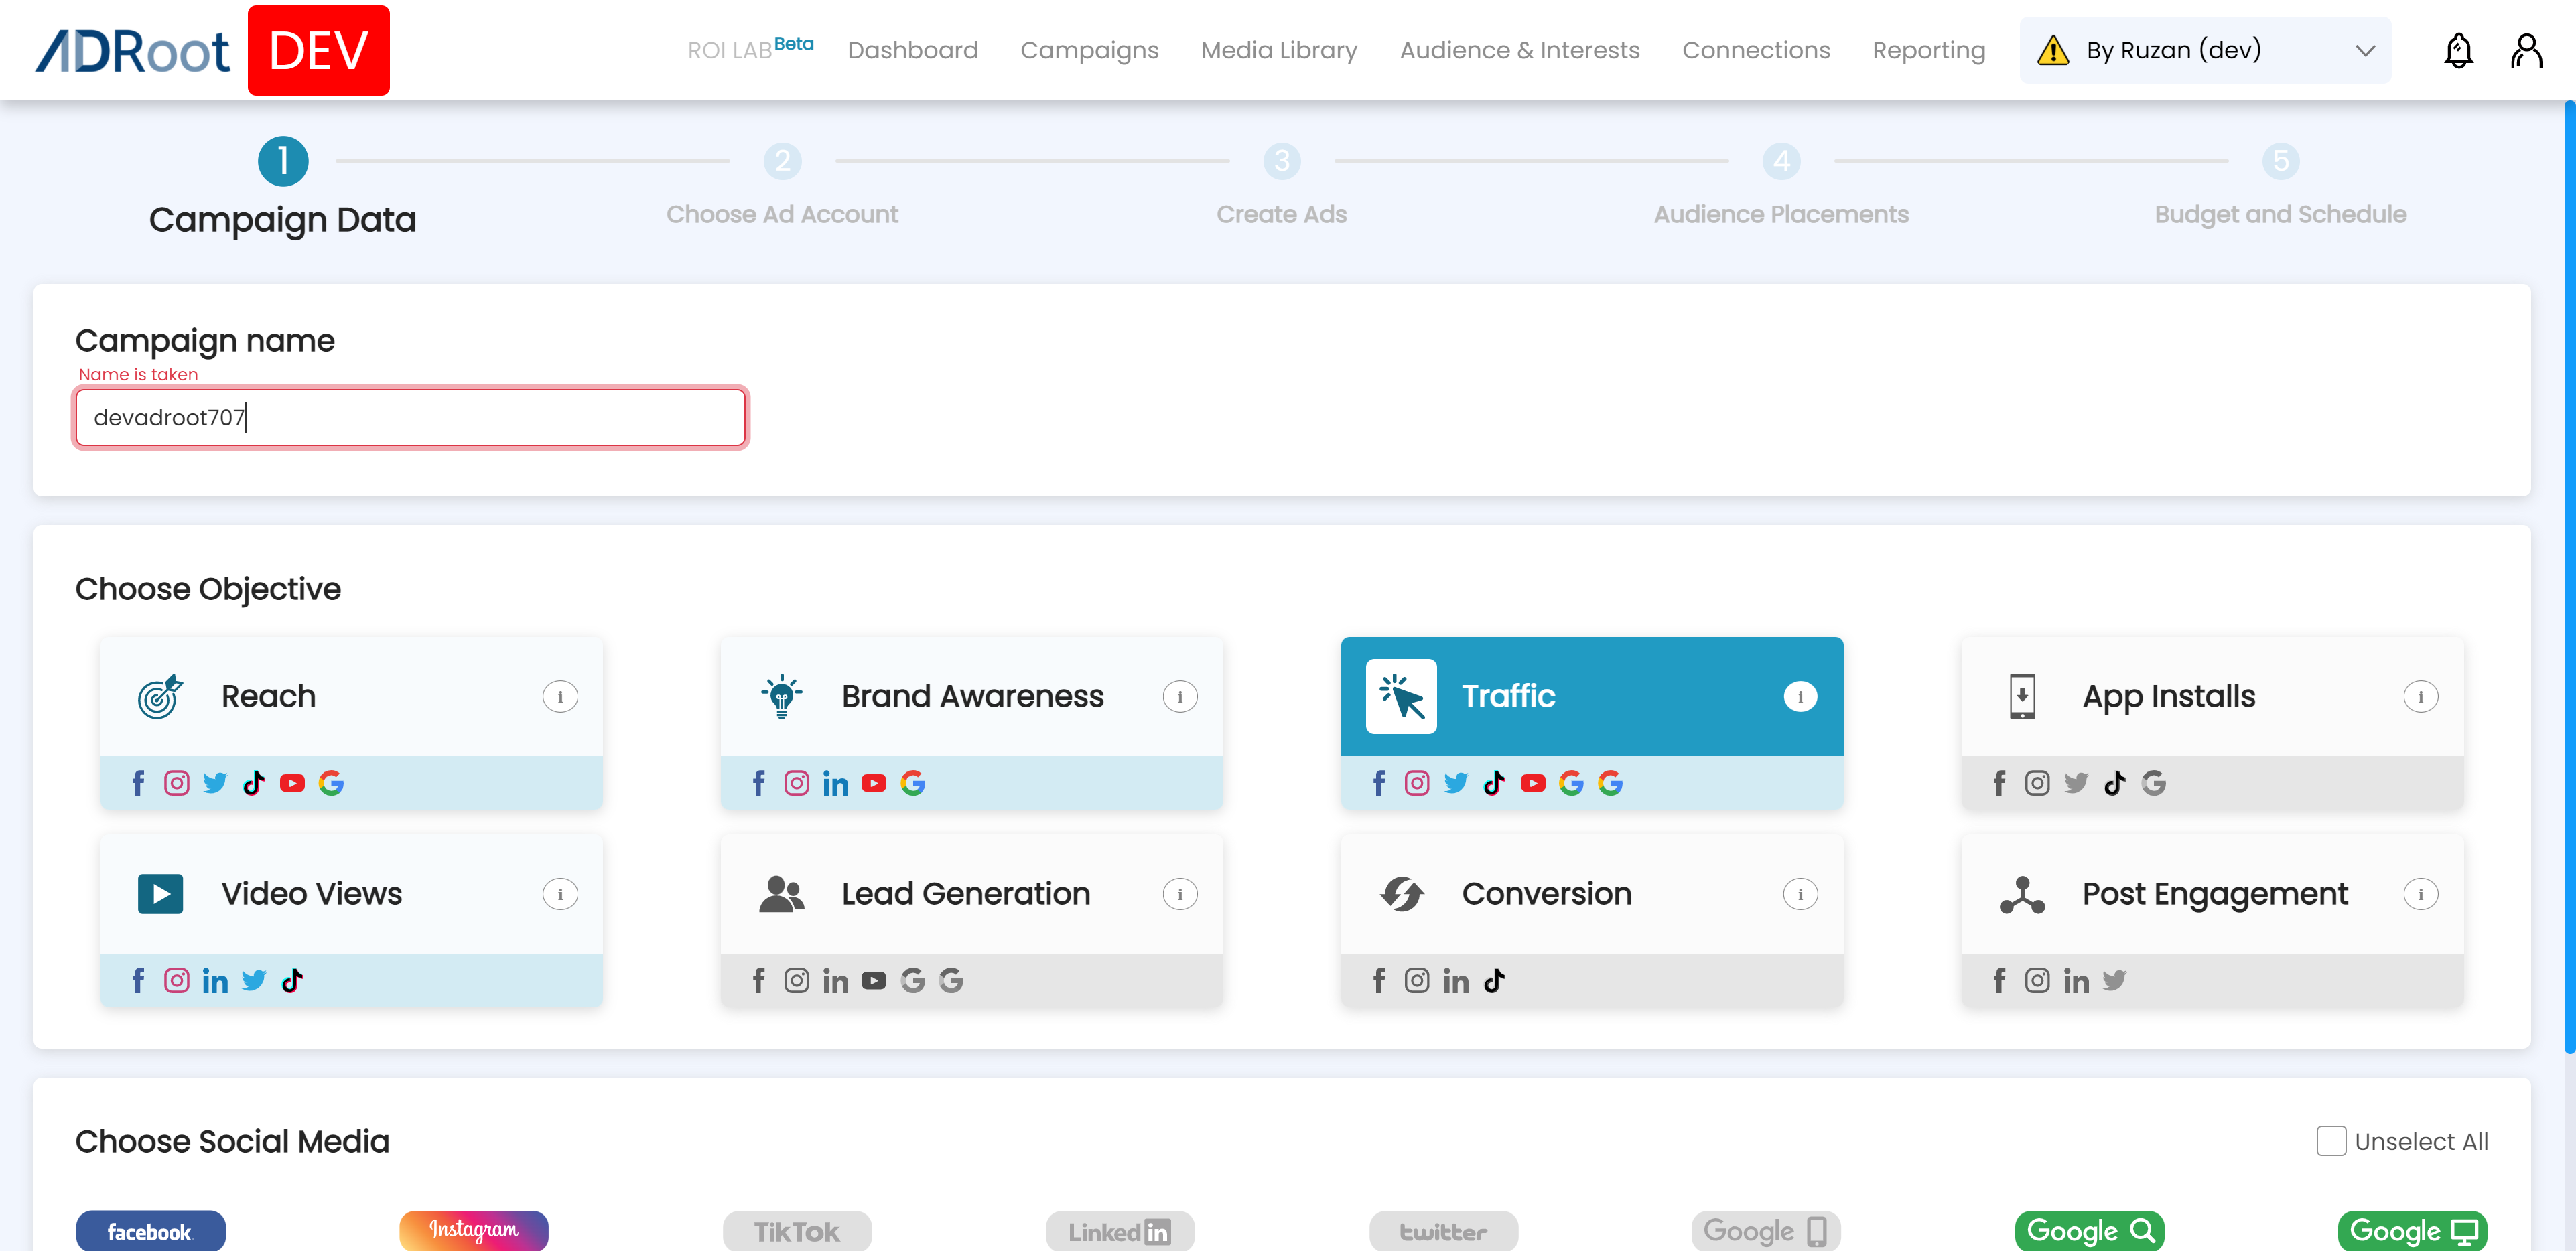 ADRoot DEV
ROI LAB Beta Dashboard Campaigns Media Library Audience & Interests Connections Reporting By Ruzan (dev)
1 2 3 4 5
Campaign Data Choose Ad Account Create Ads Audience Placements Budget and Schedule
Campaign name
Name is taken
devadroot707
Choose Objective
Reach i Brand Awareness i Traffic i App Installs i
Video Views i Lead Generation i Conversion i Post Engagement i
Choose Social Media Unselect All
facebook Instagram TikTok Linked in twitter Google Google Google